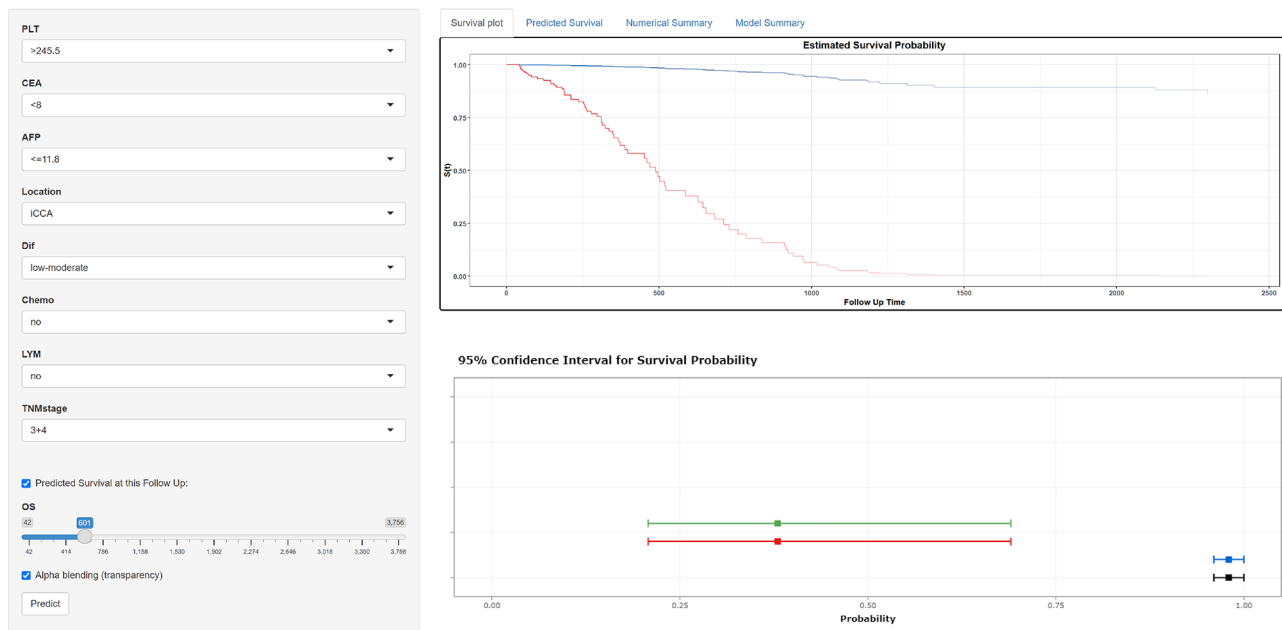 PLT
>245.5
CEA
<8
AFP
<=11.8
Location
iCCA
Dif
low-moderate
Chemo
no
LYM
no
TNMstage
3+4
Predicted Survival at this Follow Up:
OS
42 601 3,756
42 414 786 1,158 1,530 1,902 2,274 2,646 3,018 3,390 3,756
Alpha blending (transparency)
Predict
Survival plot Predicted Survival Numerical Summary Model Summary
Estimated Survival Probability
1.00
0.75
0.50
0.25
0.00
S(t)
0 500 1000 1500 2000 2500
Follow Up Time
95% Confidence Interval for Survival Probability
0.00 0.25 0.50 0.75 1.00
Probability